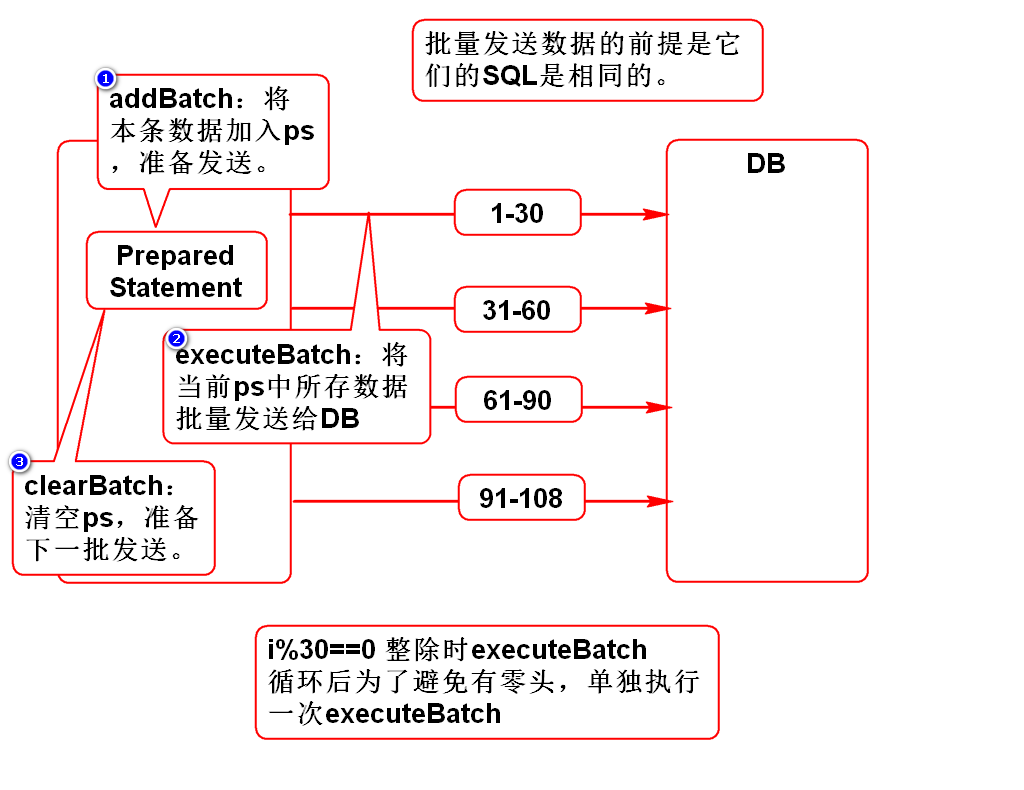 批量发送数据的前提是它
们的SQL是相同的。
1
addBatch：将
本条数据加入ps
，准备发送。
DB
1-30
Prepared
Statement
31-60
2
executeBatch：将
当前ps中所存数据
批量发送给DB
61-90
3
clearBatch：
清空ps，准备
下一批发送。
91-108
i%30==0 整除时executeBatch
循环后为了避免有零头，单独执行
一次executeBatch